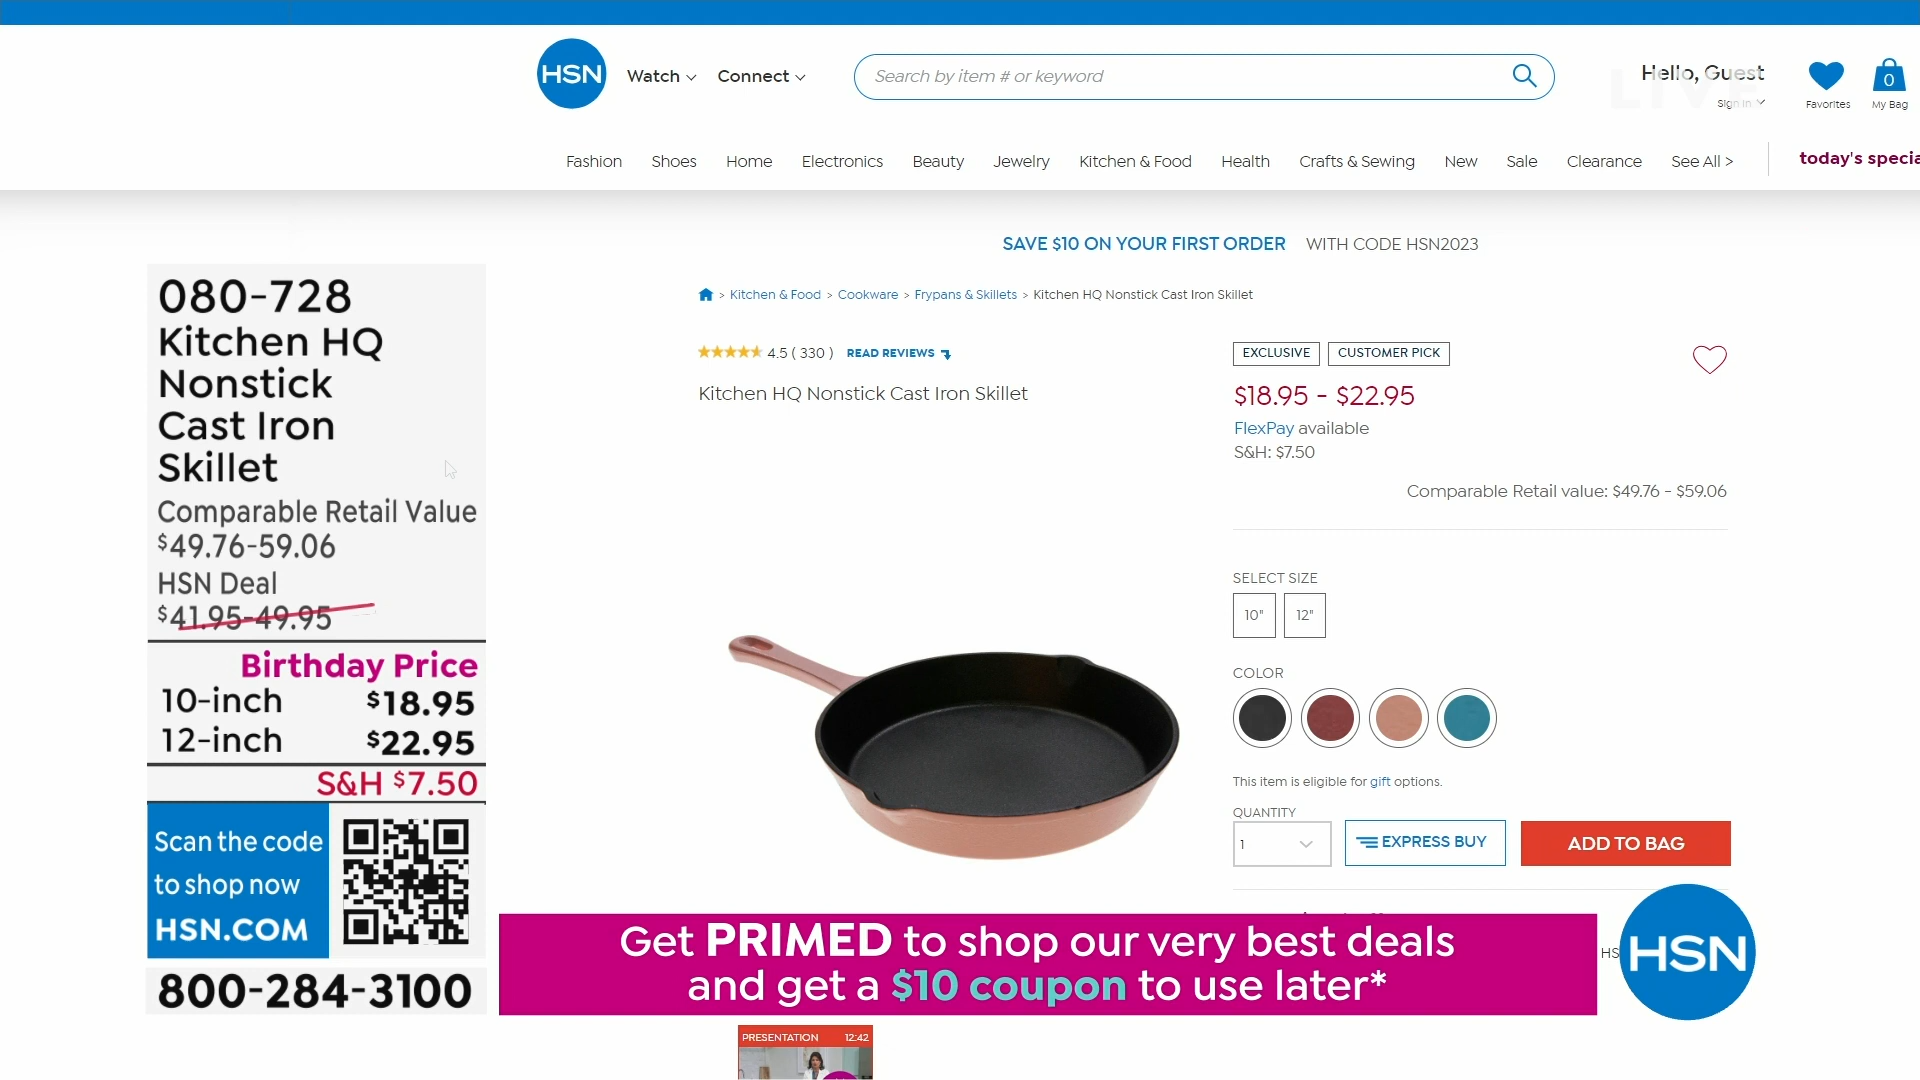 HSN
Watch
Connect
Search by item # or keyword
Hello, Guest
Sign In
LIVE
Favorites
0
My Bag
Fashion Shoes Home Electronics Beauty Jewelry Kitchen & Food Health Crafts & Sewing New Sale Clearance See All >
today's specia
SAVE $10 ON YOUR FIRST ORDER WITH CODE HSN2023
> Kitchen & Food > Cookware > Frypans & Skillets > Kitchen HQ Nonstick Cast Iron Skillet
4.5 ( 330 ) READ REVIEWS
Kitchen HQ Nonstick Cast Iron Skillet
EXCLUSIVE CUSTOMER PICK
$18.95 - $22.95
FlexPay available
S&H: $7.50
Comparable Retail value: $49.76 - $59.06
SELECT SIZE
10" 12"
COLOR
This item is eligible for gift options.
QUANTITY
1
EXPRESS BUY
ADD TO BAG
080-728
Kitchen HQ
Nonstick
Cast Iron
Skillet
Comparable Retail Value
$49.76-59.06
HSN Deal
$41.95-49.95
Birthday Price
10-inch $18.95
12-inch $22.95
S&H $7.50
Scan the code
to shop now
HSN.COM
800-284-3100
Get PRIMED to shop our very best deals
and get a $10 coupon to use later*
HS
HSN
PRESENTATION 12:42